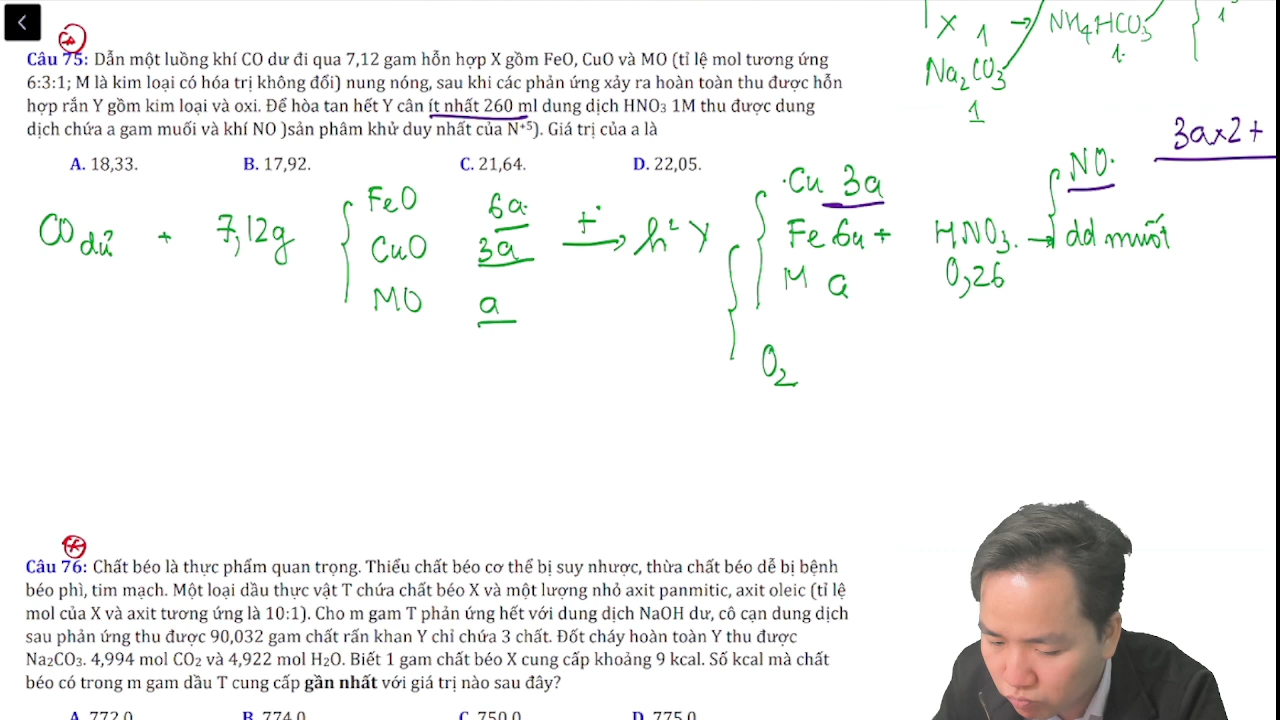 X 1 → NH₄HCO₃ 1
Na₂CO₃
1
Câu 75: Dẫn một luồng khí CO dư đi qua 7,12 gam hỗn hợp X gồm FeO, CuO và MO (tỉ lệ mol tương ứng
6:3:1; M là kim loại có hóa trị không đổi) nung nóng, sau khi các phản ứng xảy ra hoàn toàn thu được hỗn
hợp rắn Y gồm kim loại và oxi. Để hòa tan hết Y cân ít nhất 260 ml dung dịch HNO₃ 1M thu được dung
dịch chứa a gam muối và khí NO )sản phâm khử duy nhất của N⁺⁵). Giá trị của a là
A. 18,33. B. 17,92. C. 21,64. D. 22,05.
3a×2+
CO dư + 7,12g
FeO 6a
CuO 3a
MO a
t° → h² Y
Cu 3a
Fe 6a +
M a
O₂
HNO₃ →
0,26
NO
dd muối
Câu 76: Chất béo là thực phẩm quan trọng. Thiếu chất béo cơ thể bị suy nhược, thừa chất béo dễ bị bệnh
béo phì, tim mạch. Một loại dầu thực vật T chứa chất béo X và một lượng nhỏ axit panmitic, axit oleic (tỉ lệ
mol của X và axit tương ứng là 10:1). Cho m gam T phản ứng hết với dung dịch NaOH dư, cô cạn dung dịch
sau phản ứng thu được 90,032 gam chất rắn khan Y chỉ chứa 3 chất. Đốt cháy hoàn toàn Y thu được
Na₂CO₃. 4,994 mol CO₂ và 4,922 mol H₂O. Biết 1 gam chất béo X cung cấp khoảng 9 kcal. Số kcal mà chất
béo có trong m gam dầu T cung cấp gần nhất với giá trị nào sau đây?
A. 772,0. B. 774,0. C. 750,0. D. 775,0.